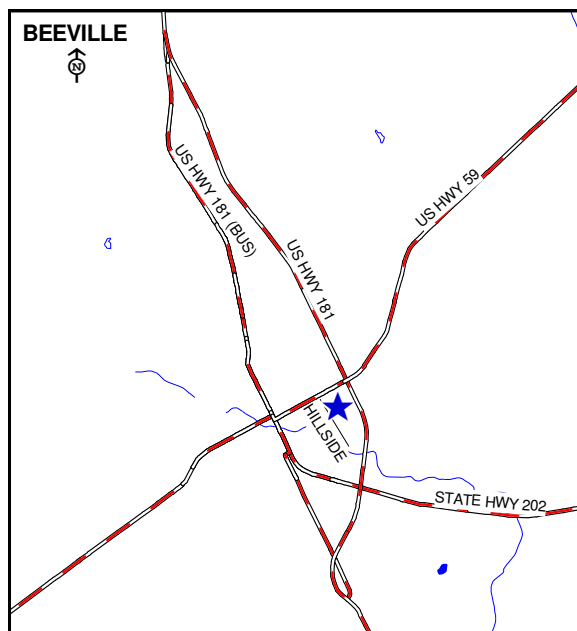 BEEVILLE
N
US HWY 181 (BUS)
US HWY 59
US HWY 181
HILLSIDE
STATE HWY 202